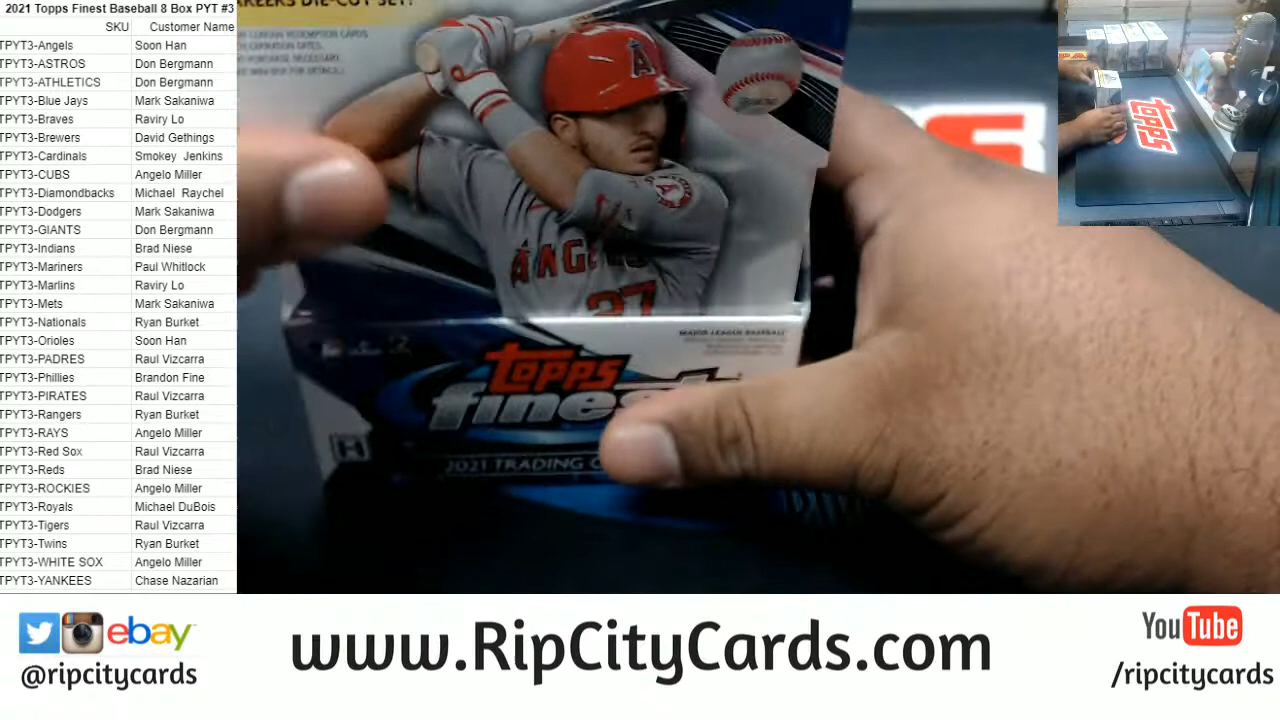 2021 Topps Finest Baseball 8 Box PYT #3
SKU Customer Name
TPYT3-Angels Soon Han
TPYT3-ASTROS Don Bergmann
TPYT3-ATHLETICS Don Bergmann
TPYT3-Blue Jays Mark Sakaniwa
TPYT3-Braves Raviry Lo
TPYT3-Brewers David Gethings
TPYT3-Cardinals Smokey Jenkins
TPYT3-CUBS Angelo Miller
TPYT3-Diamondbacks Michael Raychel
TPYT3-Dodgers Mark Sakaniwa
TPYT3-GIANTS Don Bergmann
TPYT3-Indians Brad Niese
TPYT3-Mariners Paul Whitlock
TPYT3-Marlins Raviry Lo
TPYT3-Mets Mark Sakaniwa
TPYT3-Nationals Ryan Burket
TPYT3-Orioles Soon Han
TPYT3-PADRES Raul Vizcarra
TPYT3-Phillies Brandon Fine
TPYT3-PIRATES Raul Vizcarra
TPYT3-Rangers Ryan Burket
TPYT3-RAYS Angelo Miller
TPYT3-Red Sox Raul Vizcarra
TPYT3-Reds Brad Niese
TPYT3-ROCKIES Angelo Miller
TPYT3-Royals Michael DuBois
TPYT3-Tigers Raul Vizcarra
TPYT3-Twins Ryan Burket
TPYT3-WHITE SOX Angelo Miller
TPYT3-YANKEES Chase Nazarian
DIE-CUT SET!
A
A
ANGE
27
MAJOR LEAGUE BASEBALL
TOPPS
fines
H
2021 TRADING C
TOPPS
ebay
@ripcitycards
www.RipCityCards.com
YouTube
/ripcitycards